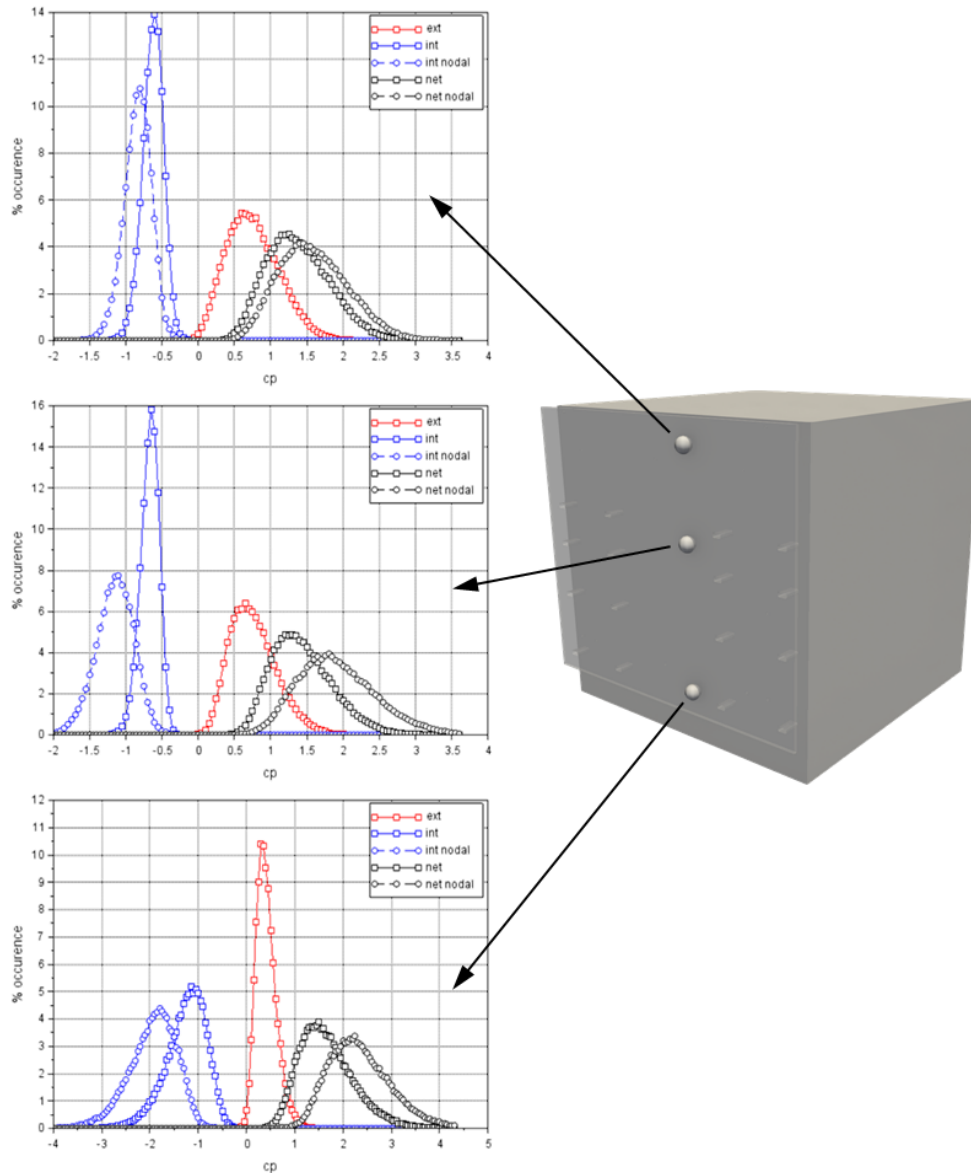 14
12
10
8
6
4
2
0
% occurence
ext
int
int nodal
net
net nodal
-2 -1.5 -1 -0.5 0 0.5 1 1.5 2 2.5 3 3.5 4
cp
16
14
12
10
8
6
4
2
0
% occurence
ext
int
int nodal
net
net nodal
-2 -1.5 -1 -0.5 0 0.5 1 1.5 2 2.5 3 3.5 4
cp
12
11
10
9
8
7
6
5
4
3
2
1
0
% occurence
ext
int
int nodal
net
net nodal
-4 -3 -2 -1 0 1 2 3 4 5
cp